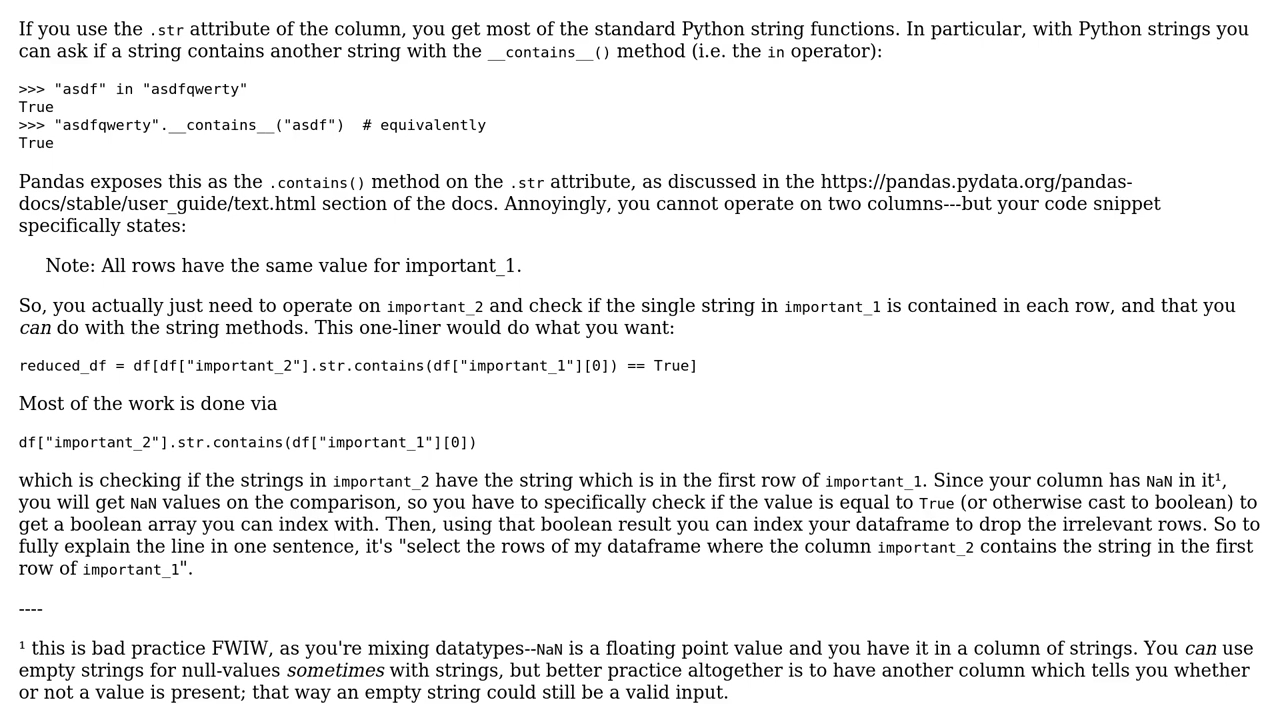 If you use the .str attribute of the column, you get most of the standard Python string functions. In particular, with Python strings you
can ask if a string contains another string with the __contains__() method (i.e. the in operator):
>>> "asdf" in "asdfqwerty"
True
>>> "asdfqwerty".__contains__("asdf")  # equivalently
True
Pandas exposes this as the .contains() method on the .str attribute, as discussed in the https://pandas.pydata.org/pandas-
docs/stable/user_guide/text.html section of the docs. Annoyingly, you cannot operate on two columns---but your code snippet
specifically states:
Note: All rows have the same value for important_1.
So, you actually just need to operate on important_2 and check if the single string in important_1 is contained in each row, and that you
can do with the string methods. This one-liner would do what you want:
reduced_df = df[df["important_2"].str.contains(df["important_1"][0]) == True]
Most of the work is done via
df["important_2"].str.contains(df["important_1"][0])
which is checking if the strings in important_2 have the string which is in the first row of important_1. Since your column has NaN in it¹,
you will get NaN values on the comparison, so you have to specifically check if the value is equal to True (or otherwise cast to boolean) to
get a boolean array you can index with. Then, using that boolean result you can index your dataframe to drop the irrelevant rows. So to
fully explain the line in one sentence, it's "select the rows of my dataframe where the column important_2 contains the string in the first
row of important_1".
----
¹ this is bad practice FWIW, as you're mixing datatypes--NaN is a floating point value and you have it in a column of strings. You can use
empty strings for null-values sometimes with strings, but better practice altogether is to have another column which tells you whether
or not a value is present; that way an empty string could still be a valid input.